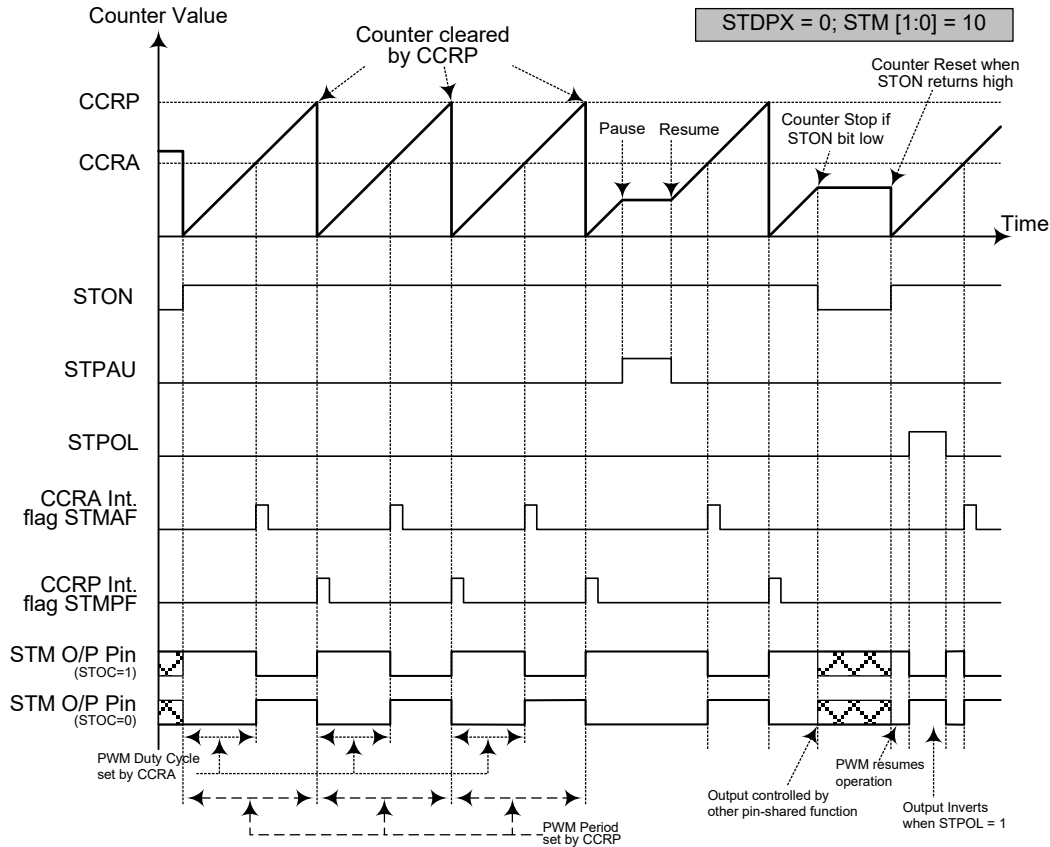 Counter Value
STDPX = 0; STM [1:0] = 10
Counter cleared
by CCRP
Counter Reset when
STON returns high
CCRP
Pause
Resume
Counter Stop if
STON bit low
CCRA
Time
STON
STPAU
STPOL
CCRA Int.
flag STMAF
CCRP Int.
flag STMPF
STM O/P Pin
(STOC=1)
STM O/P Pin
(STOC=0)
PWM Duty Cycle
set by CCRA
PWM resumes
operation
Output controlled by
other pin-shared function
Output Inverts
when STPOL = 1
PWM Period
set by CCRP